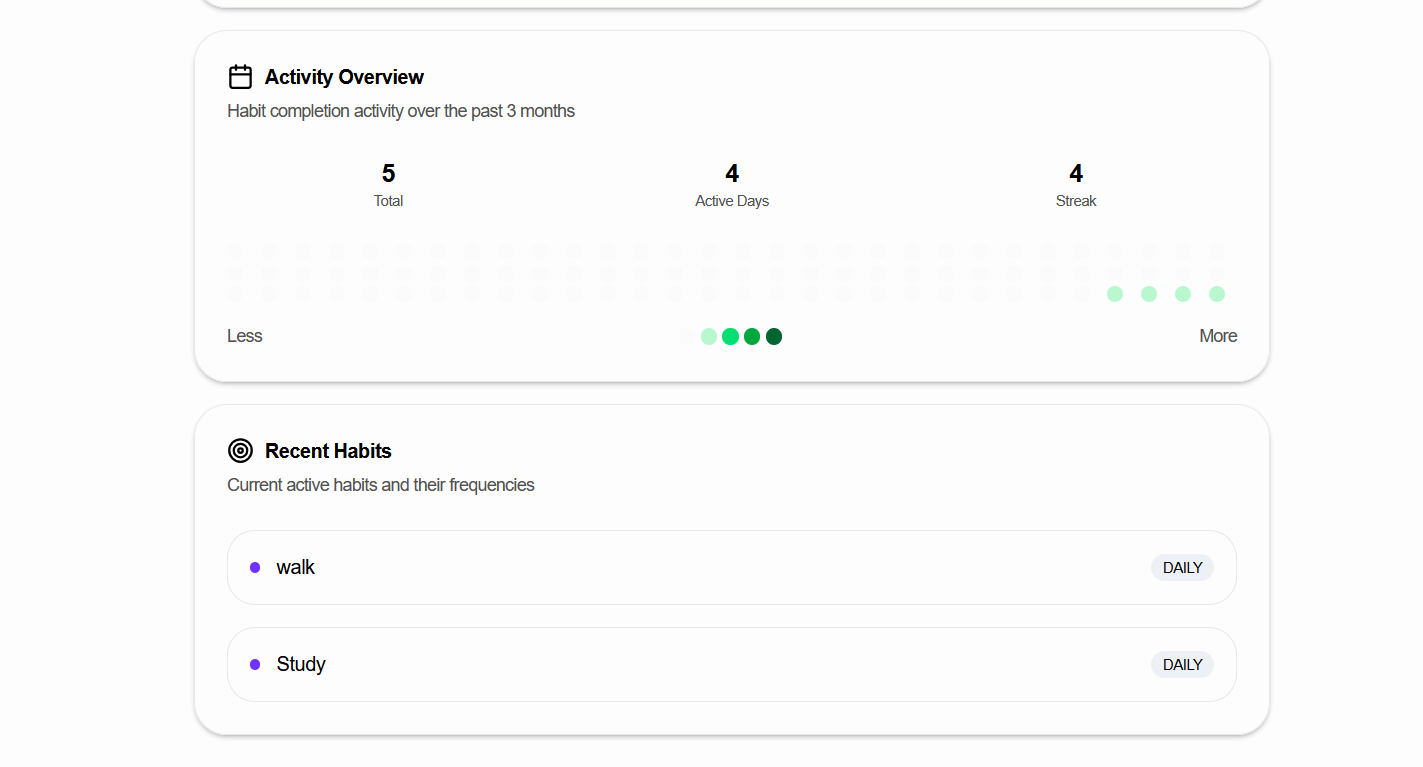 Activity Overview
Habit completion activity over the past 3 months
5 4 4
Total Active Days Streak
Less More
Recent Habits
Current active habits and their frequencies
walk DAILY
Study DAILY